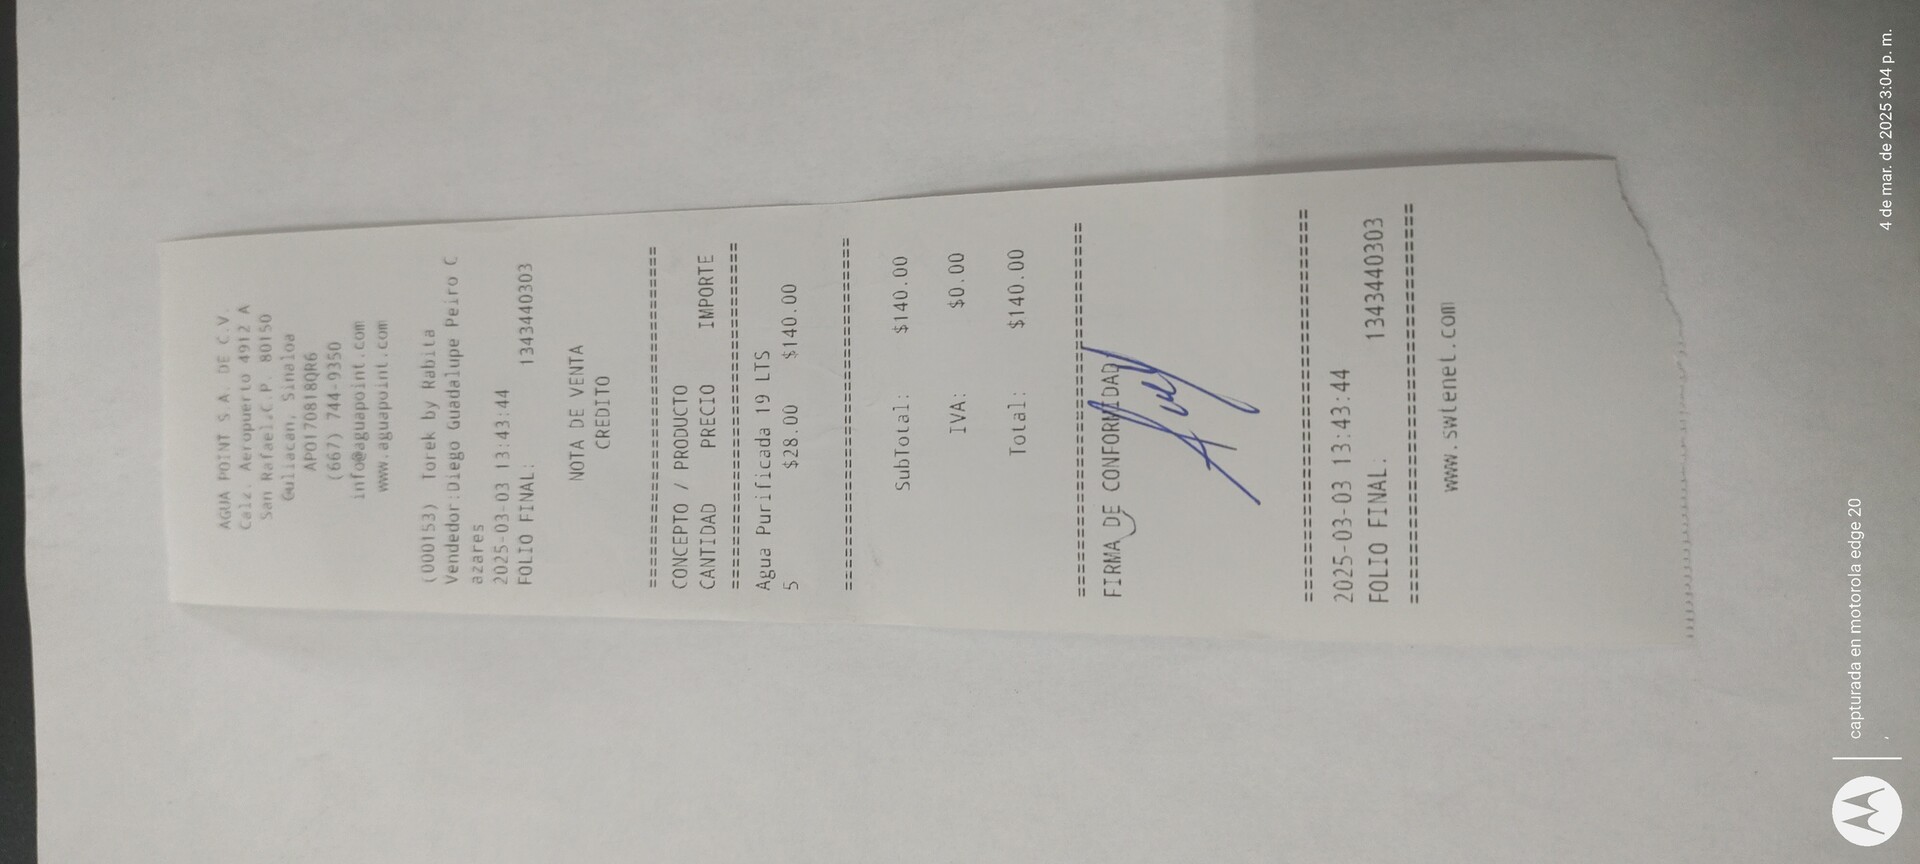 AGUA POINT S.A. DE C.V.
Calz. Aeropuerto 4912 A
San Rafael.C.P. 80150
Culiacan, Sinaloa
APO170818QR6
(667) 744-9350
info@aguapoint.com
www.aguapoint.com
(000153) Torek by Rabita
Vendedor:Diego Guadalupe Peiro C
azares
2025-03-03 13:43:44
FOLIO FINAL: 1343440303
NOTA DE VENTA
CREDITO
================================
CONCEPTO / PRODUCTO
CANTIDAD PRECIO IMPORTE
================================
Agua Purificada 19 LTS
5 $28.00 $140.00
================================
SubTotal: $140.00
IVA: $0.00
Total: $140.00
================================
FIRMA DE CONFORMIDAD
================================
2025-03-03 13:43:44
FOLIO FINAL: 1343440303
================================
www.swtenet.com
capturada en motorola edge 20
4 de mar. de 2025 3:04 p. m.